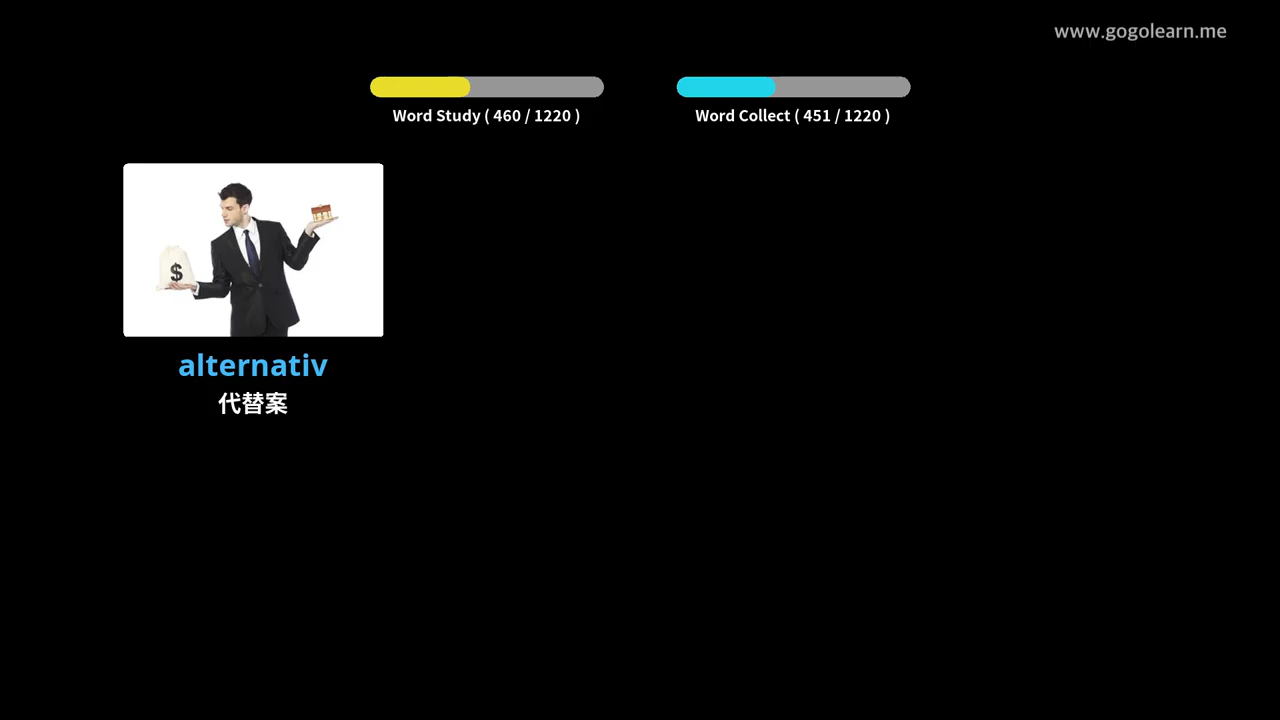 www.gogolearn.me
Word Study ( 460 / 1220 )
Word Collect ( 451 / 1220 )
$
alternativ
代替案